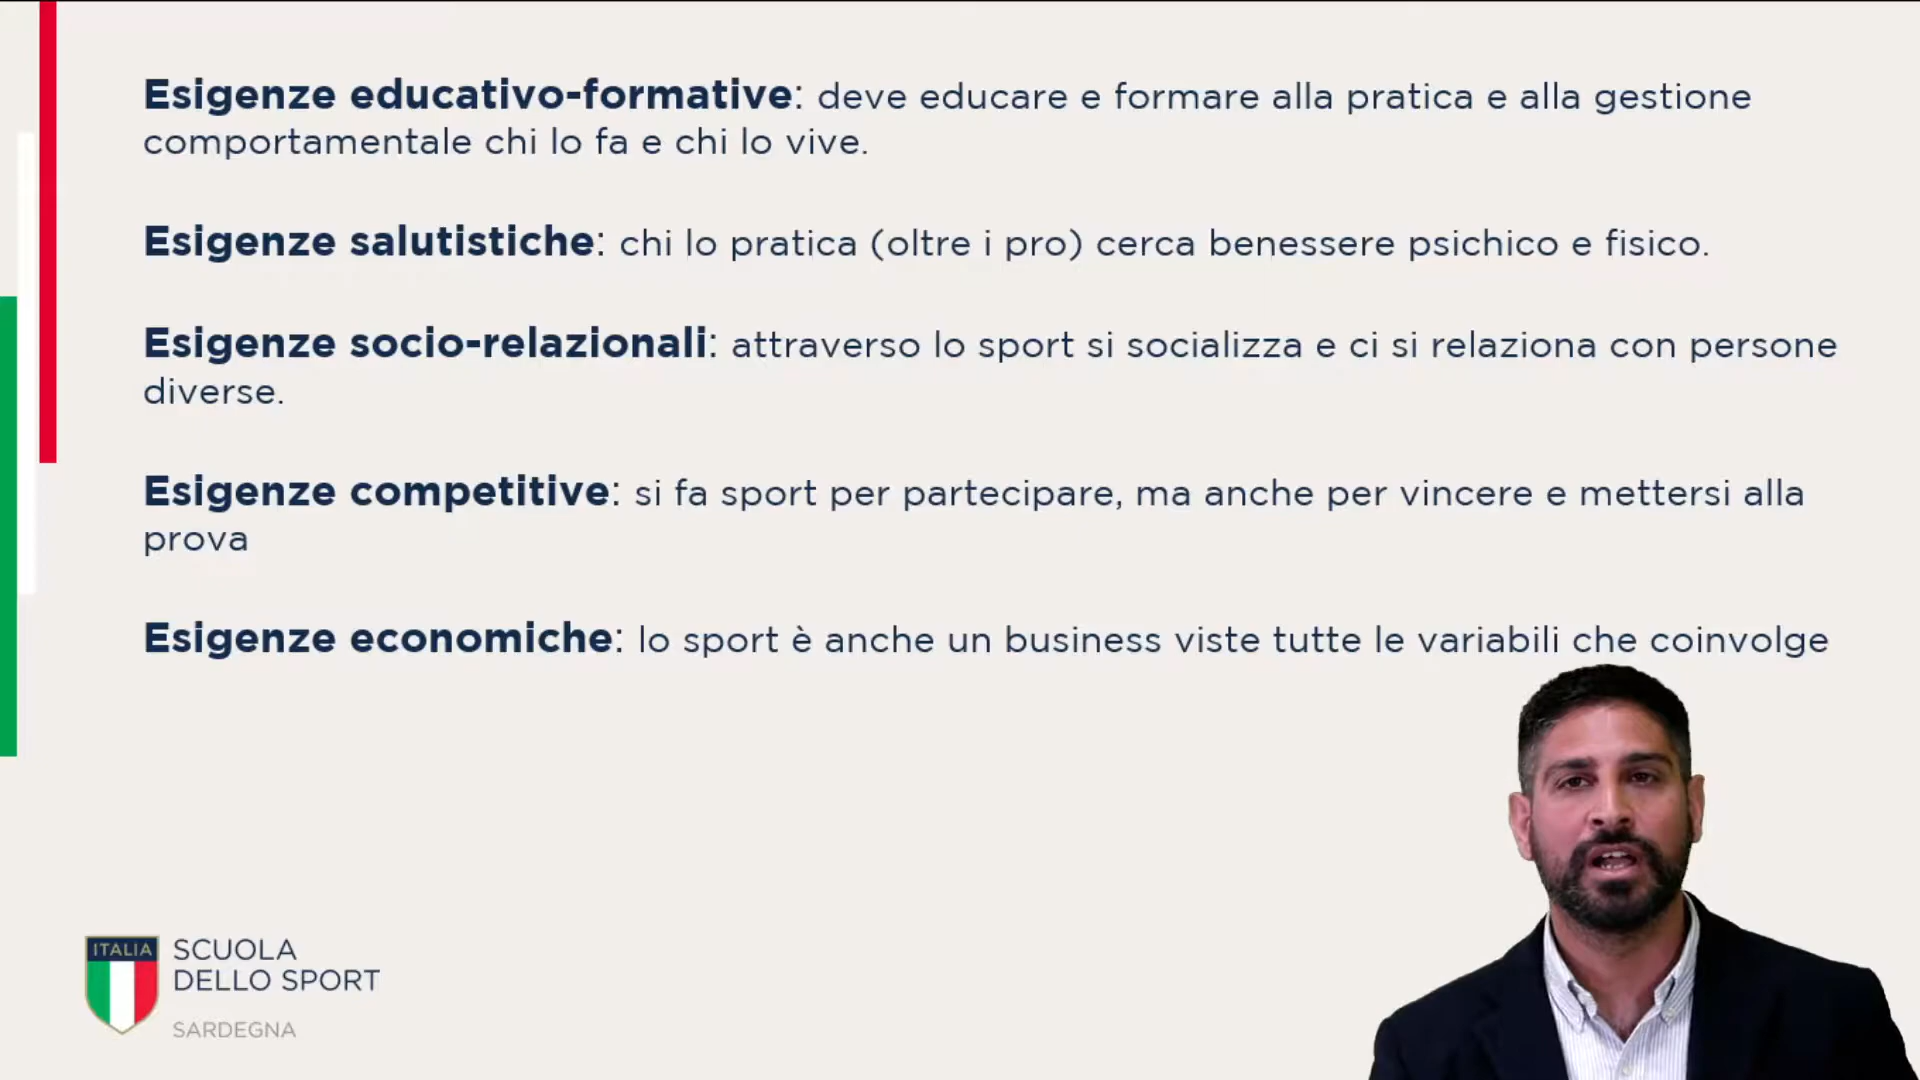 Esigenze educativo-formative: deve educare e formare alla pratica e alla gestione
comportamentale chi lo fa e chi lo vive.
Esigenze salutistiche: chi lo pratica (oltre i pro) cerca benessere psichico e fisico.
Esigenze socio-relazionali: attraverso lo sport si socializza e ci si relaziona con persone
diverse.
Esigenze competitive: si fa sport per partecipare, ma anche per vincere e mettersi alla
prova
Esigenze economiche: lo sport è anche un business viste tutte le variabili che coinvolge
ITALIA
SCUOLA
DELLO SPORT
SARDEGNA